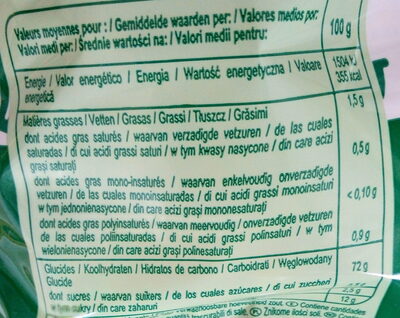 Valeurs moyennes pour : / Gemiddelde waarden per: / Valores medios por:
Valori medi per: / Średnie wartości na: / Valori medii pentru:
100 g
Energie / Valor energético / Energia / Wartość energetyczna / Valoare
energetică
1504 kJ
355 kcal
Matières grasses / Vetten / Grasas / Grassi / Tłuszcz / Grăsimi
1,5 g
dont acides gras saturés / waarvan verzadigde vetzuren / de las cuales
saturadas / di cui acidi grassi saturi / w tym kwasy nasycone / din care acizi
grași saturați
0,5 g
dont acides gras mono-insaturés / waarvan enkelvoudig onverzadigde
vetzuren / de las cuales monoinsaturadas / di cui acidi grassi monoinsaturi
w tym jednonienasycone / din care acizi grași mononesaturați
< 0,10 g
dont acides gras polyinsaturés / waarvan meervoudig / onverzadigde vetzuren
de las cuales poliinsaturadas / di cui acidi grassi polinsaturi / w tym
wielonienasycone / din care acizi grași polinesaturați
0,9 g
Glucides / Koolhydraten / Hidratos de carbono / Carboidrati / Węglowodany
Glucide
72 g
dont sucres / waarvan suikers / de los cuales azúcares / di cui zuccheri
w tym cukry / din care zaharuri
2,5 g
12 g
zout. Contiene cantidades
di sale. Znikome ilości soli.